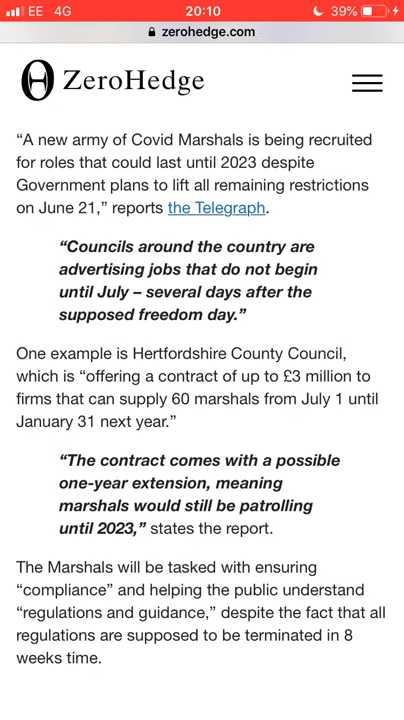 EE 4G 20:10 39%
zerohedge.com
ZeroHedge
“A new army of Covid Marshals is being recruited
for roles that could last until 2023 despite
Government plans to lift all remaining restrictions
on June 21,” reports the Telegraph.
“Councils around the country are
advertising jobs that do not begin
until July – several days after the
supposed freedom day.”
One example is Hertfordshire County Council,
which is “offering a contract of up to £3 million to
firms that can supply 60 marshals from July 1 until
January 31 next year.”
“The contract comes with a possible
one-year extension, meaning
marshals would still be patrolling
until 2023,” states the report.
The Marshals will be tasked with ensuring
“compliance” and helping the public understand
“regulations and guidance,” despite the fact that all
regulations are supposed to be terminated in 8
weeks time.